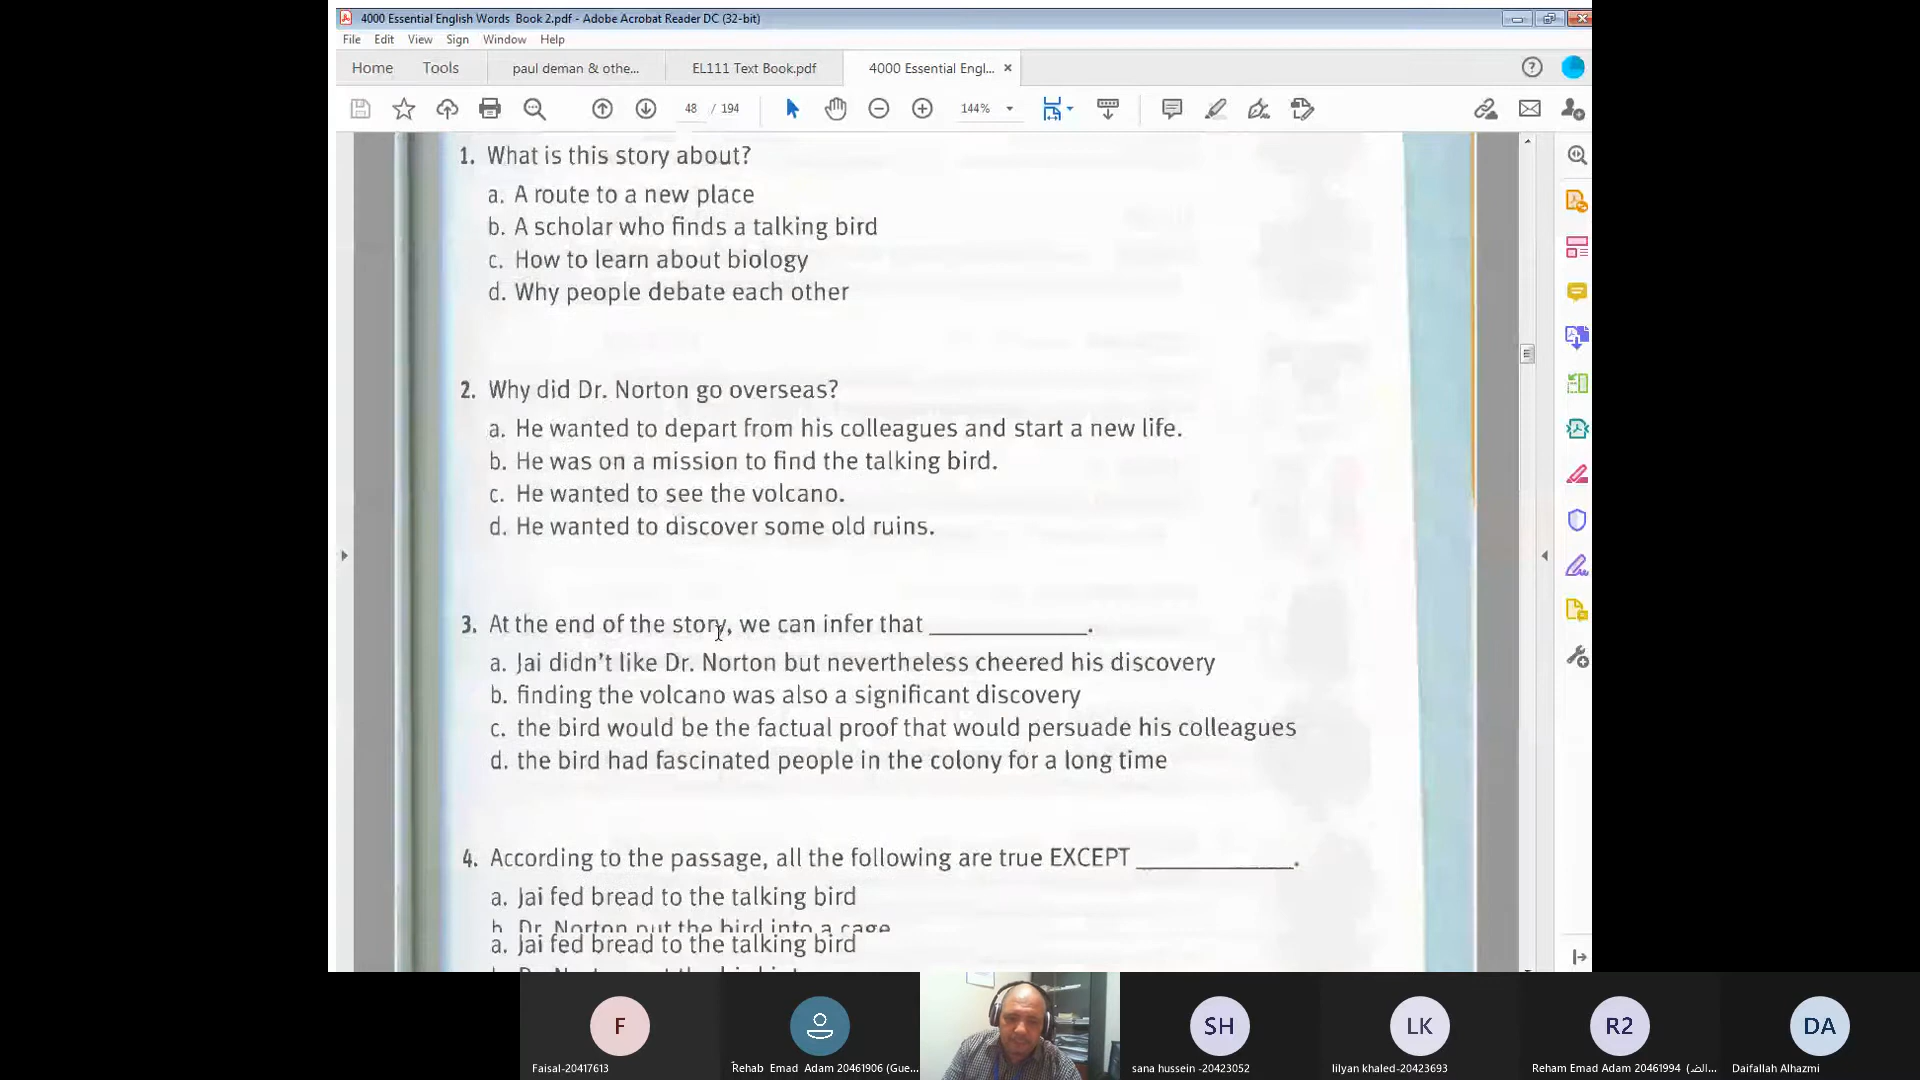 4000 Essential English Words Book 2.pdf - Adobe Acrobat Reader DC (32-bit)
File Edit View Sign Window Help
Home Tools paul deman & othe... EL111 Text Book.pdf 4000 Essential Engl... ×
48 / 194 144%
1. What is this story about?
a. A route to a new place
b. A scholar who finds a talking bird
c. How to learn about biology
d. Why people debate each other
2. Why did Dr. Norton go overseas?
a. He wanted to depart from his colleagues and start a new life.
b. He was on a mission to find the talking bird.
c. He wanted to see the volcano.
d. He wanted to discover some old ruins.
3. At the end of the story, we can infer that ____________.
a. Jai didn't like Dr. Norton but nevertheless cheered his discovery
b. finding the volcano was also a significant discovery
c. the bird would be the factual proof that would persuade his colleagues
d. the bird had fascinated people in the colony for a long time
4. According to the passage, all the following are true EXCEPT ____________.
a. Jai fed bread to the talking bird
b. Dr. Norton put the bird into a cage
a. Jai fed bread to the talking bird
F SH LK R2 DA
Faisal-20417613 Rehab Emad Adam 20461906 (Gue... sana hussein -20423052 lilyan khaled-20423693 Reham Emad Adam 20461994 (الضـ... Daifallah Alhazmi